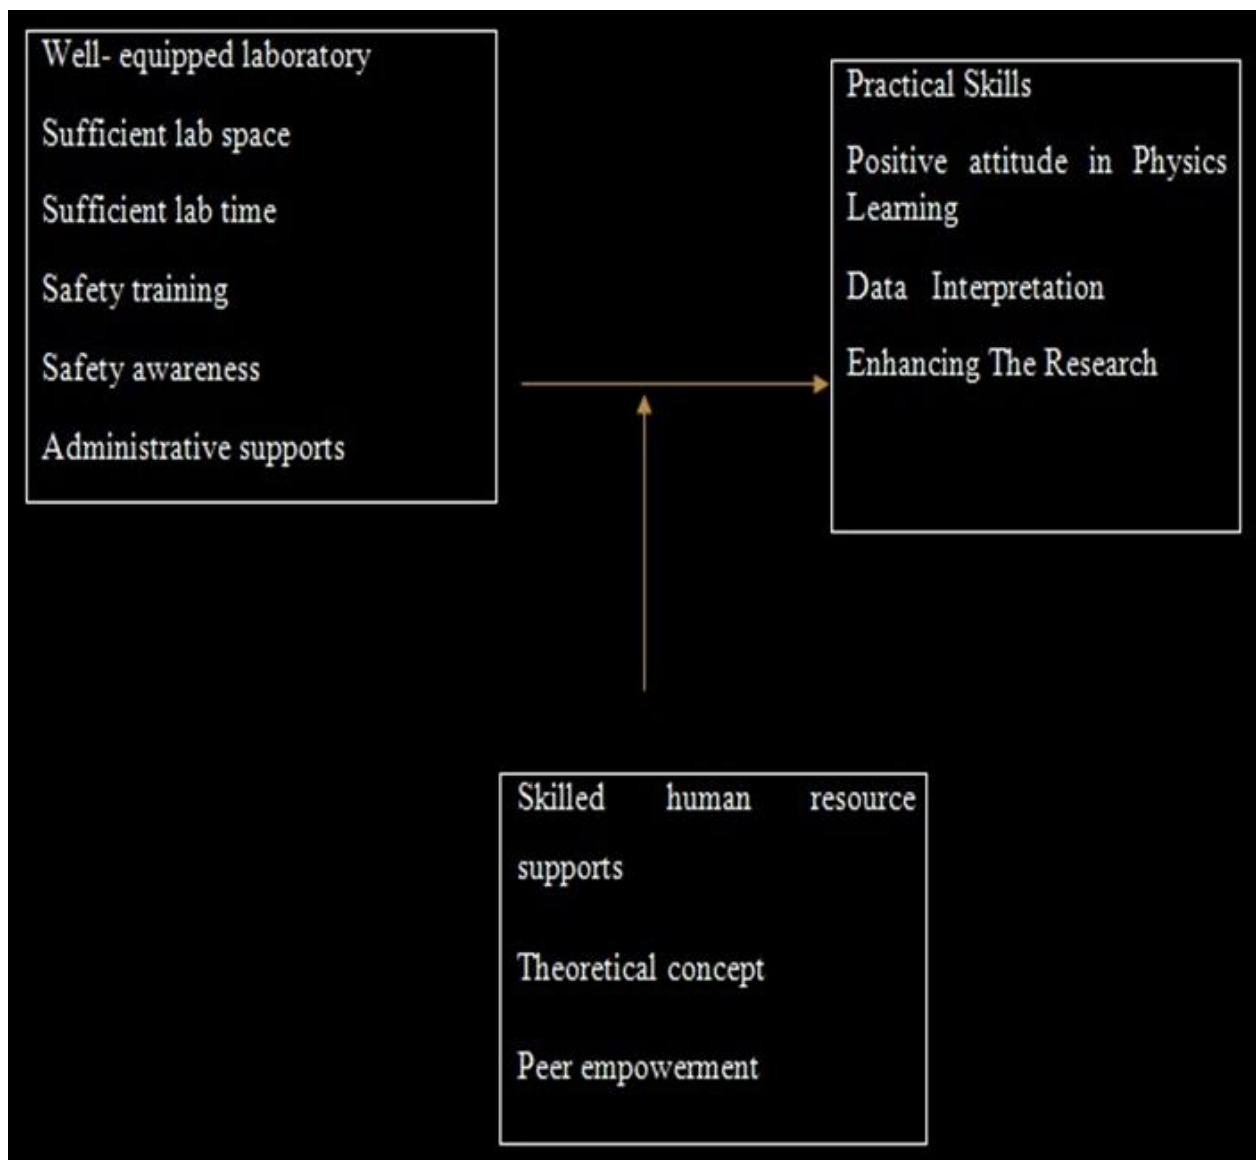 Well- equipped laboratory
Sufficient lab space
Sufficient lab time
Safety training
Safety awareness
Administrative supports
Practical Skills
Positive attitude in Physics
Learning
Data Interpretation
Enhancing The Research
Skilled human resource
supports
Theoretical concept
Peer empowerment